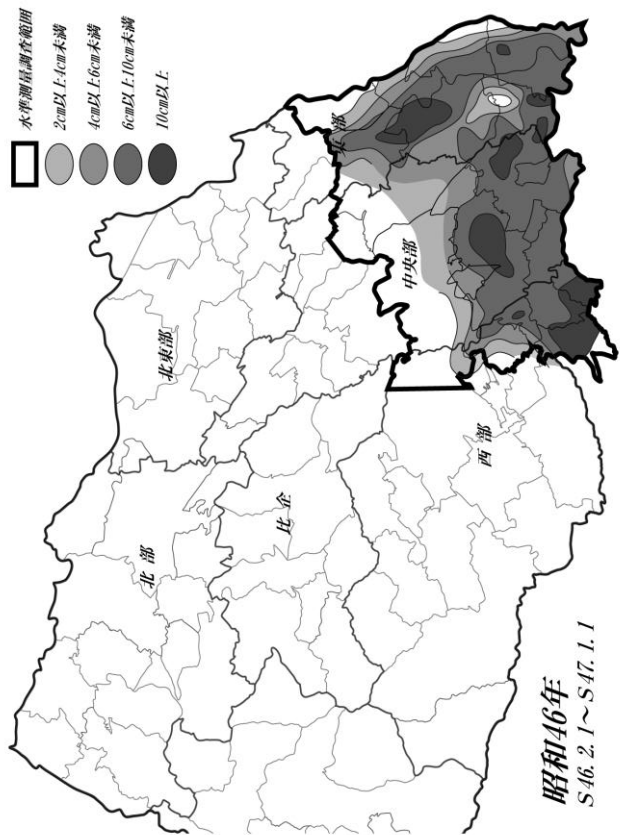 水準測量調査範囲
2cm以上4cm未満
4cm以上6cm未満
6cm以上10cm未満
10cm以上
北部
北東部
東部
比企
中央部
西部
昭和46年
S46. 2. 1～S47. 1. 1